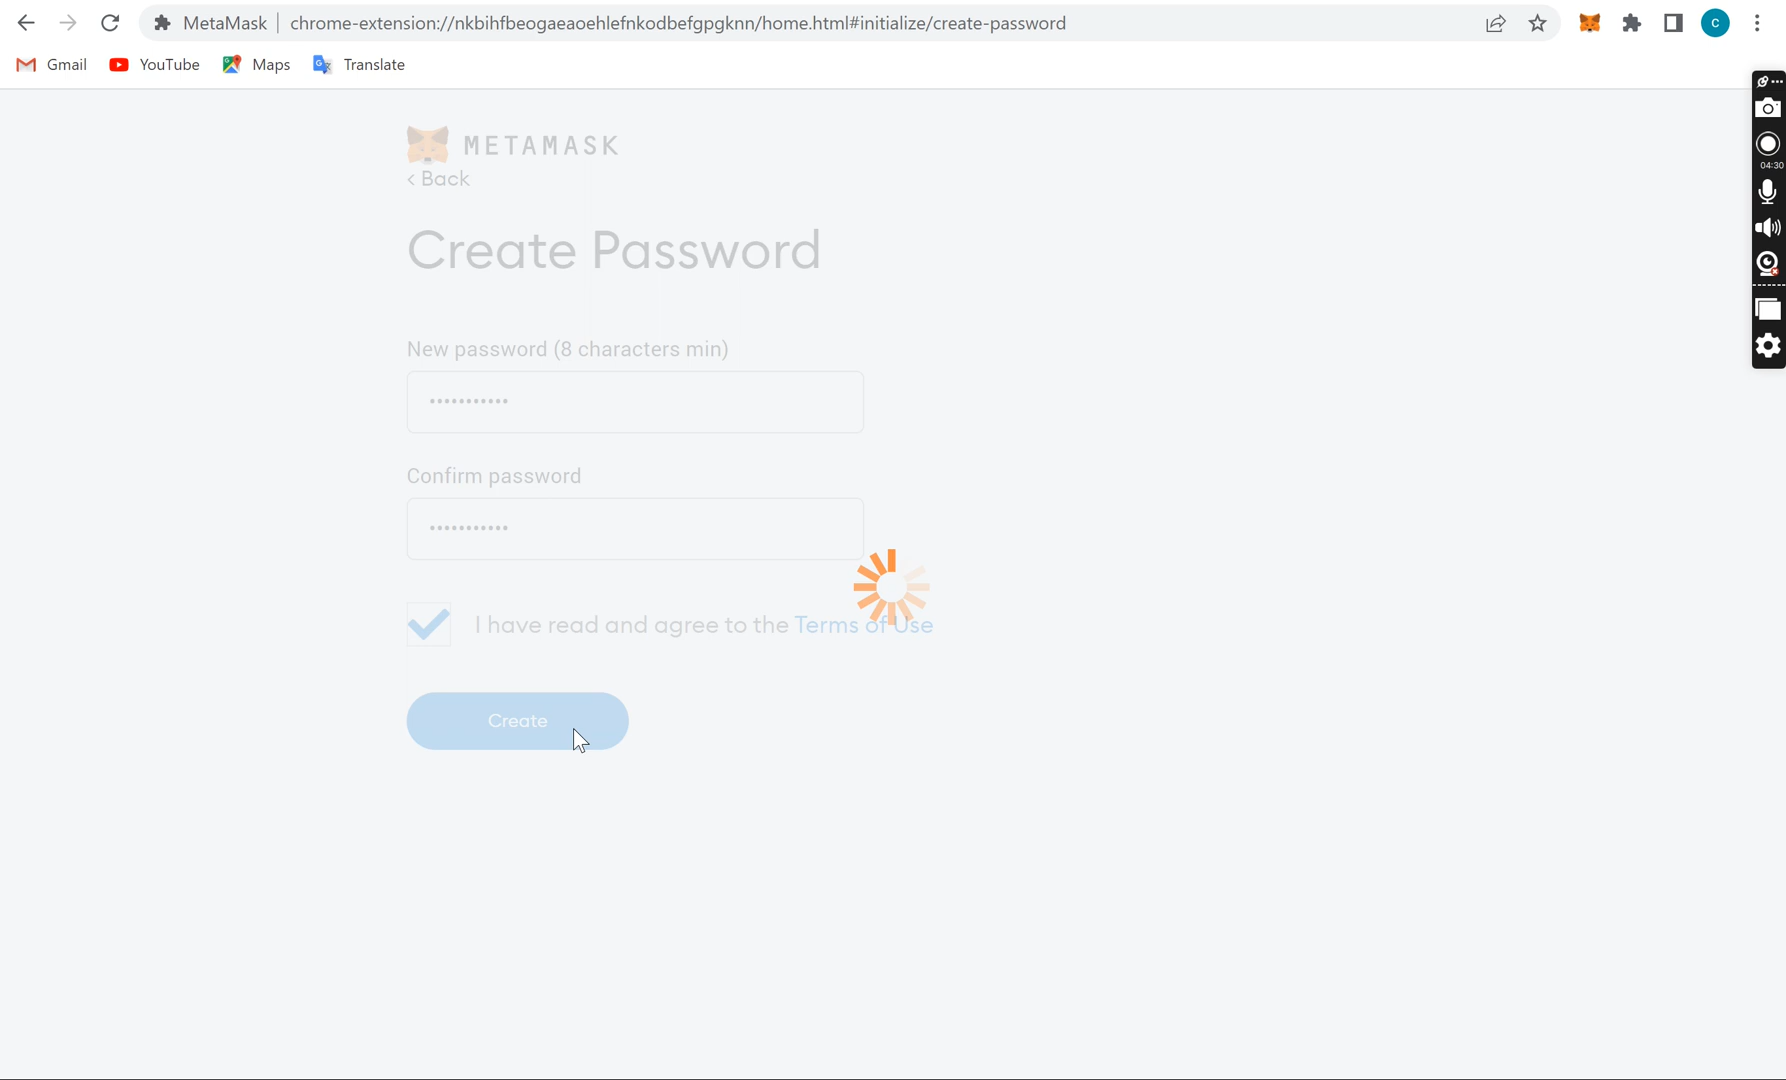 MetaMask chrome-extension://nkbihfbeogaeaoehlefnkodbefgpgknn/home.html#initialize/create-password C
Gmail YouTube Maps Translate
04:30
METAMASK
< Back
Create Password
New password (8 characters min)
•••••••••••
Confirm password
•••••••••••
I have read and agree to the Terms of Use
Create